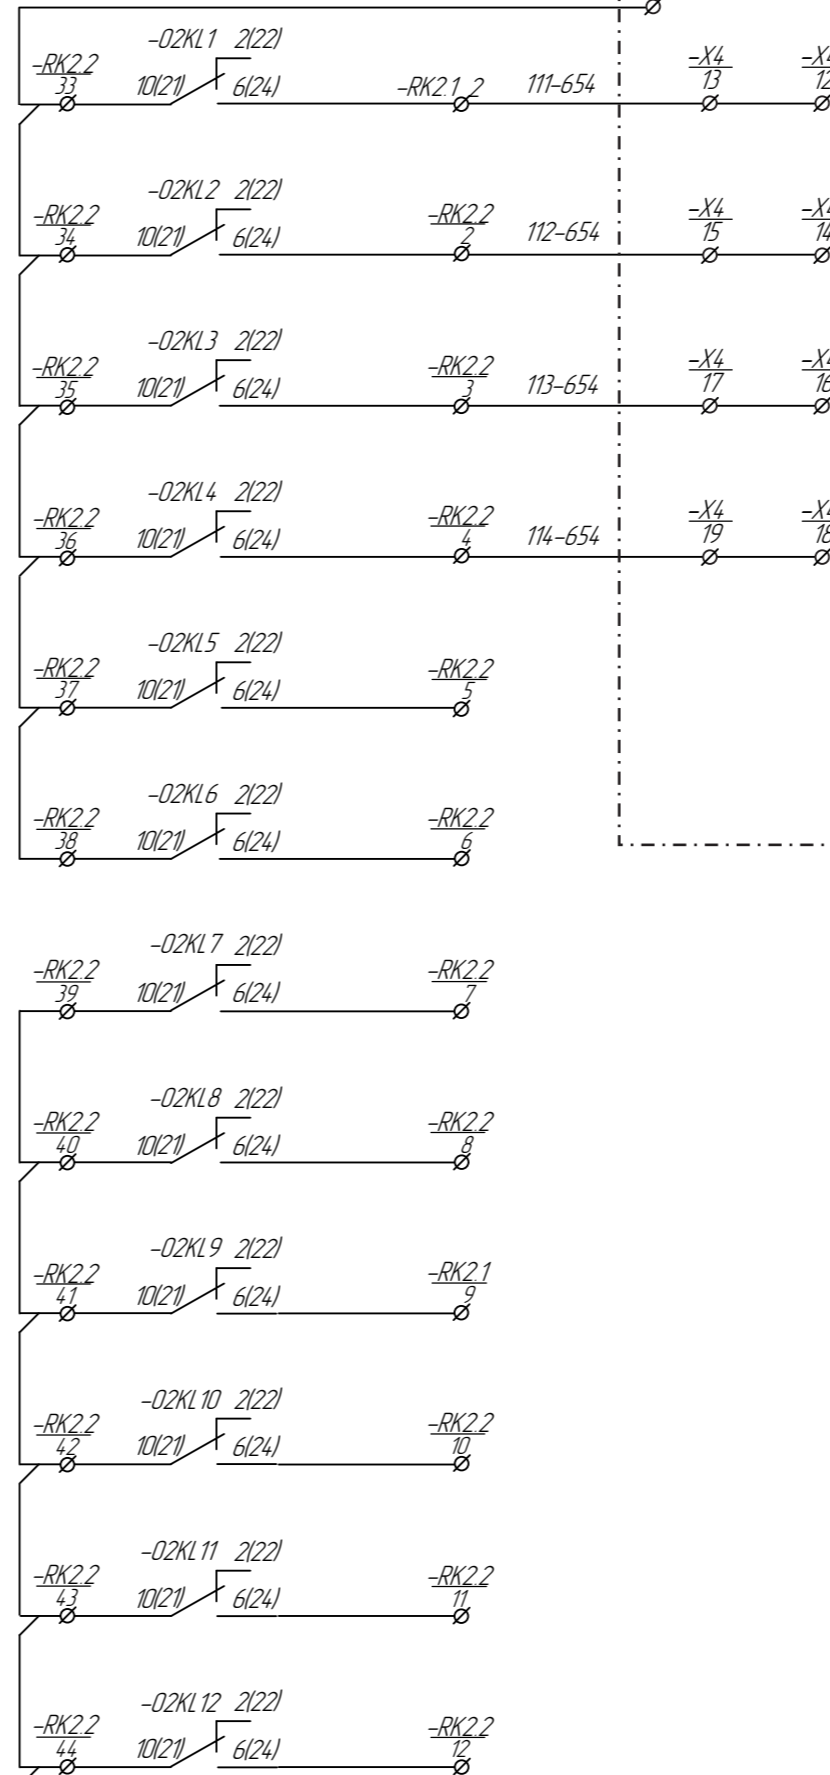 -02KL1 2(22)
-RK2.2 -X4 -X4
33 10(21) 6(24) -RK2.1 2 111-654 13 12
-02KL2 2(22)
-RK2.2 -RK2.2 -X4 -X4
34 10(21) 6(24) 2 112-654 15 14
-02KL3 2(22)
-RK2.2 -RK2.2 -X4 -X4
35 10(21) 6(24) 3 113-654 17 16
-02KL4 2(22)
-RK2.2 -RK2.2 -X4 -X4
36 10(21) 6(24) 4 114-654 19 18
-02KL5 2(22)
-RK2.2 -RK2.2
37 10(21) 6(24) 5
-02KL6 2(22)
-RK2.2 -RK2.2
38 10(21) 6(24) 6
-02KL7 2(22)
-RK2.2 -RK2.2
39 10(21) 6(24) 7
-02KL8 2(22)
-RK2.2 -RK2.2
40 10(21) 6(24) 8
-02KL9 2(22)
-RK2.2 -RK2.1
41 10(21) 6(24) 9
-02KL10 2(22)
-RK2.2 -RK2.2
42 10(21) 6(24) 10
-02KL11 2(22)
-RK2.2 -RK2.2
43 10(21) 6(24) 11
-02KL12 2(22)
-RK2.2 -RK2.2
44 10(21) 6(24) 12